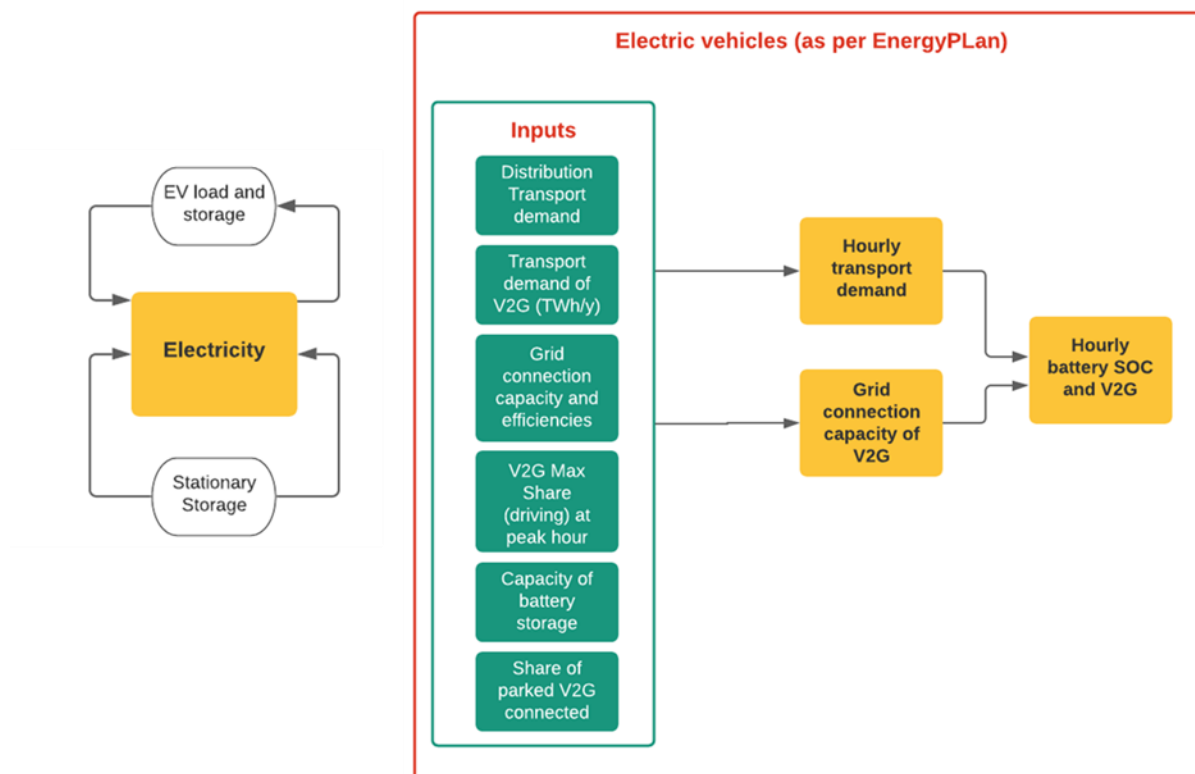 Electric vehicles (as per EnergyPLan)
EV load and
storage
Electricity
Stationary
Storage
Inputs
Distribution
Transport
demand
Transport
demand of
V2G (TWh/y)
Grid
connection
capacity and
efficiencies
V2G Max
Share
(driving) at
peak hour
Capacity of
battery
storage
Share of
parked V2G
connected
Hourly
transport
demand
Grid
connection
capacity of
V2G
Hourly
battery SOC
and V2G